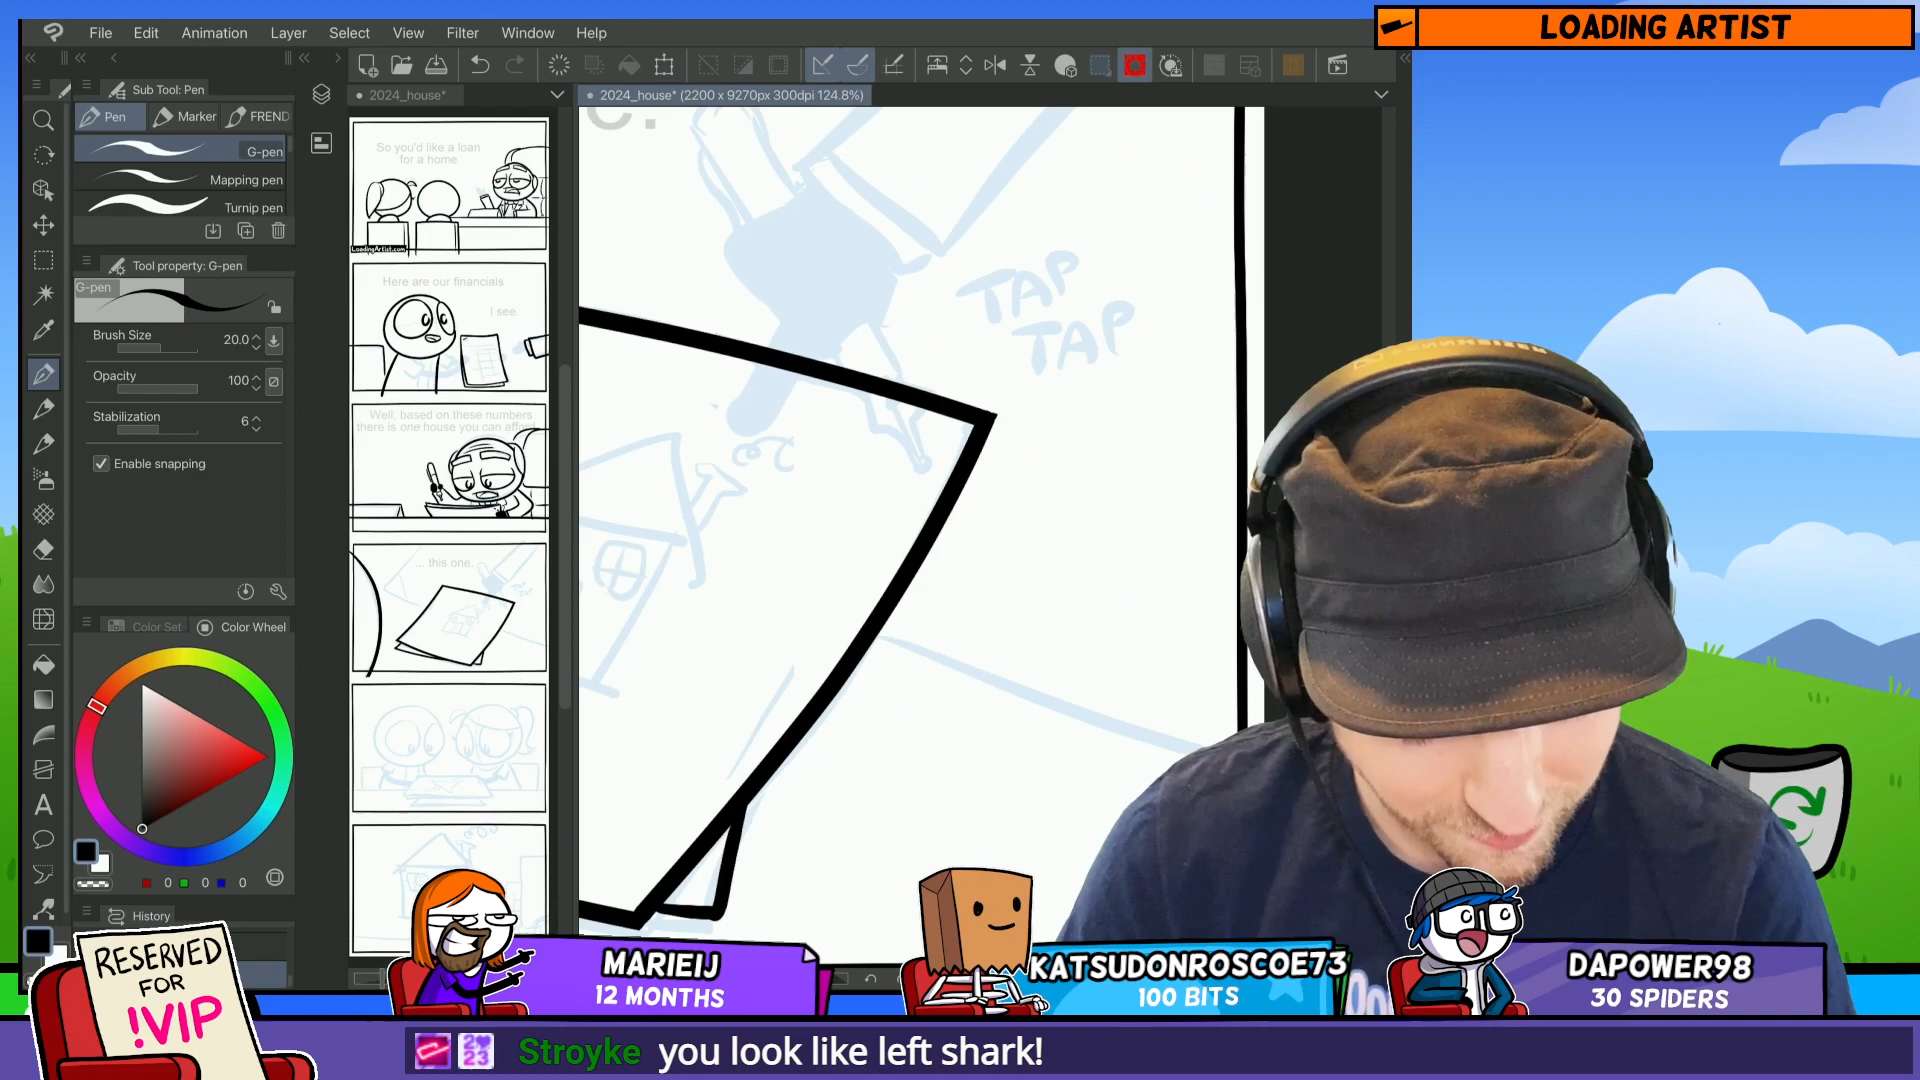 LOADING ARTIST
File Edit Animation Layer Select View Filter Window Help
Sub Tool: Pen
2024_house*
2024_house* (2200 x 9270px 300dpi 124.8%)
Pen
Marker
FREND
G-pen
Mapping pen
Turnip pen
Tool property: G-pen
G-pen
Brush Size 20.0
Opacity 100
Stabilization 6
Enable snapping
Color Set
Color Wheel
0 0 0
History
So you'd like a loan
for a home
LoadingArtist.com
Here are our financials
I see.
Well, based on these numbers
there is one house you can afford
... this one.
TAP
TAP
RESERVED
FOR
!VIP
MARIEIJ
12 MONTHS
KATSUDONROSCOE73
100 BITS
DAPOWER98
30 SPIDERS
Stroyke you look like left shark!